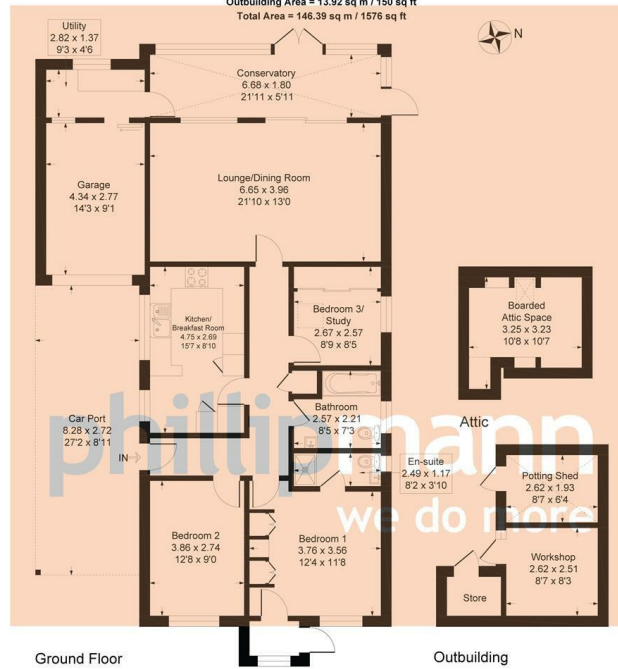 Outbuilding Area = 13.92 sq m / 150 sq ft
Total Area = 146.39 sq m / 1576 sq ft
N
Utility
2.82 x 1.37
9'3 x 4'6
Conservatory
6.68 x 1.80
21'11 x 5'11
Garage
4.34 x 2.77
14'3 x 9'1
Lounge/Dining Room
6.65 x 3.96
21'10 x 13'0
Kitchen/
Breakfast Room
4.75 x 2.69
15'7 x 8'10
Bedroom 3/
Study
2.67 x 2.57
8'9 x 8'5
Boarded
Attic Space
3.25 x 3.23
10'8 x 10'7
Attic
Car Port
8.28 x 2.72
27'2 x 8'11
IN
Bathroom
2.57 x 2.21
8'5 x 7'3
phillipmann
we do more
En-suite
2.49 x 1.17
8'2 x 3'10
Potting Shed
2.62 x 1.93
8'7 x 6'4
Bedroom 2
3.86 x 2.74
12'8 x 9'0
Bedroom 1
3.76 x 3.56
12'4 x 11'8
Workshop
2.62 x 2.51
8'7 x 8'3
Store
Ground Floor
Outbuilding